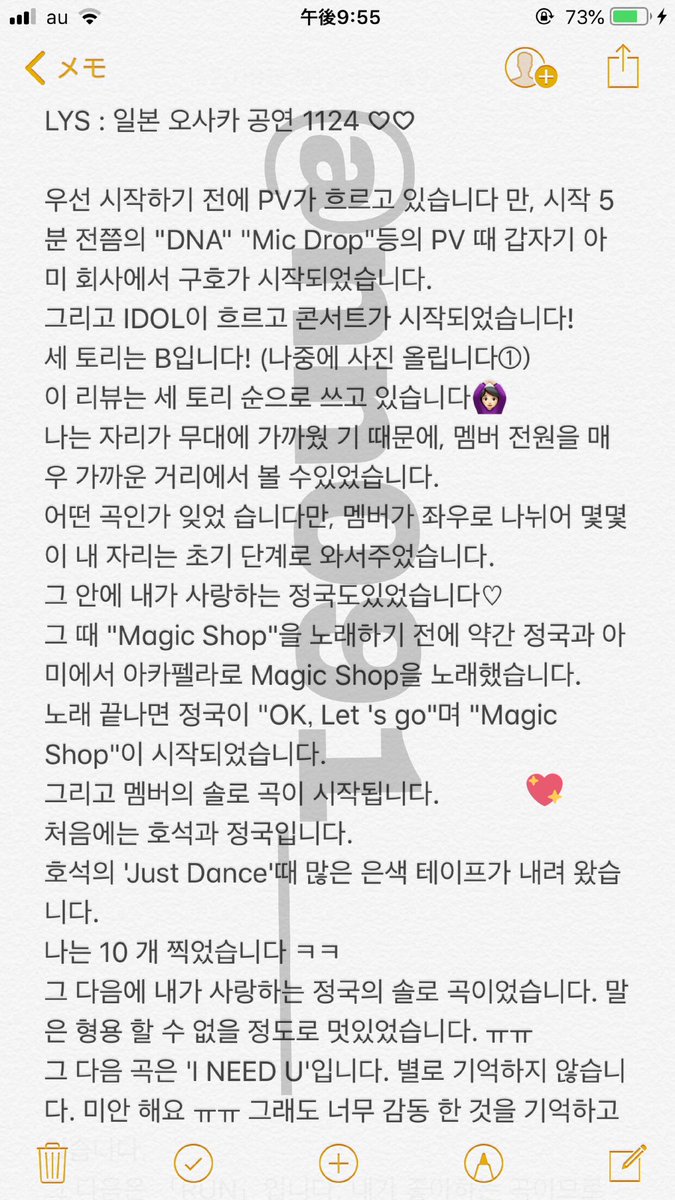 au 午後9:55 73%
メモ
LYS : 일본 오사카 공연 1124 ♡♡
우선 시작하기 전에 PV가 흐르고 있습니다 만, 시작 5
분 전쯤의 "DNA" "Mic Drop"등의 PV 때 갑자기 아
미 회사에서 구호가 시작되었습니다.
그리고 IDOL이 흐르고 콘서트가 시작되었습니다!
세 토리는 B입니다! (나중에 사진 올립니다①)
이 리뷰는 세 토리 순으로 쓰고 있습니다🙆🏻‍♀️
나는 자리가 무대에 가까웠 기 때문에, 멤버 전원을 매
우 가까운 거리에서 볼 수있었습니다.
어떤 곡인가 잊었 습니다만, 멤버가 좌우로 나뉘어 몇몇
이 내 자리는 초기 단계로 와서주었습니다.
그 안에 내가 사랑하는 정국도있었습니다♡
그 때 "Magic Shop"을 노래하기 전에 약간 정국과 아
미에서 아카펠라로 Magic Shop을 노래했습니다.
노래 끝나면 정국이 "OK, Let 's go"며 "Magic
Shop"이 시작되었습니다.
그리고 멤버의 솔로 곡이 시작됩니다. 💖
처음에는 호석과 정국입니다.
호석의 'Just Dance'때 많은 은색 테이프가 내려 왔습
니다.
나는 10 개 찍었습니다 ㅋㅋ
그 다음에 내가 사랑하는 정국의 솔로 곡이었습니다. 말
은 형용 할 수 없을 정도로 멋있었습니다. ㅠㅠ
그 다음 곡은 'I NEED U'입니다. 별로 기억하지 않습니
다. 미안 해요 ㅠㅠ 그래도 너무 감동 한 것을 기억하고